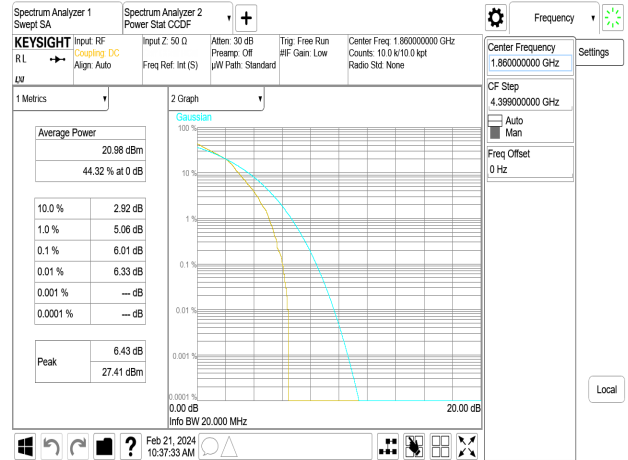 Spectrum Analyzer 1
Swept SA
Spectrum Analyzer 2
Power Stat CCDF
+
Frequency
KEYSIGHT
RL
LXI
Input: RF
Coupling: DC
Align: Auto
Input Z: 50 Ω
Freq Ref: Int (S)
Atten: 30 dB
Preamp: Off
µW Path: Standard
Trig: Free Run
#IF Gain: Low
Center Freq: 1.860000000 GHz
Counts: 10.0 k/10.0 kpt
Radio Std: None
Center Frequency
1.860000000 GHz
Settings
CF Step
4.399000000 GHz
Auto
Man
Freq Offset
0 Hz
1 Metrics
Average Power
20.98 dBm
44.32 % at 0 dB
10.0 % 2.92 dB
1.0 % 5.06 dB
0.1 % 6.01 dB
0.01 % 6.33 dB
0.001 % --- dB
0.0001 % --- dB
Peak
6.43 dB
27.41 dBm
2 Graph
Gaussian
100 %
10 %
1 %
0.1 %
0.01 %
0.001 %
0.0001 %
0.00 dB 20.00 dB
Info BW 20.000 MHz
Local
?
Feb 21, 2024
10:37:33 AM